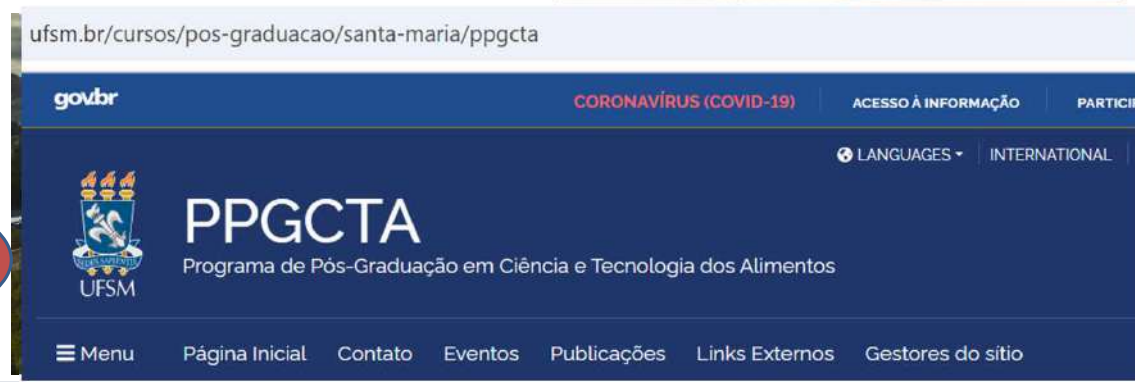 ufsm.br/cursos/pos-graduacao/santa-maria/ppgcta
gov.br CORONAVÍRUS (COVID-19) ACESSO À INFORMAÇÃO
LANGUAGES INTERNATIONAL
PPGCTA
Programa de Pós-Graduação em Ciência e Tecnologia dos Alimentos
UFSM
Menu Página Inicial Contato Eventos Publicações Links Externos Gestores do sítio